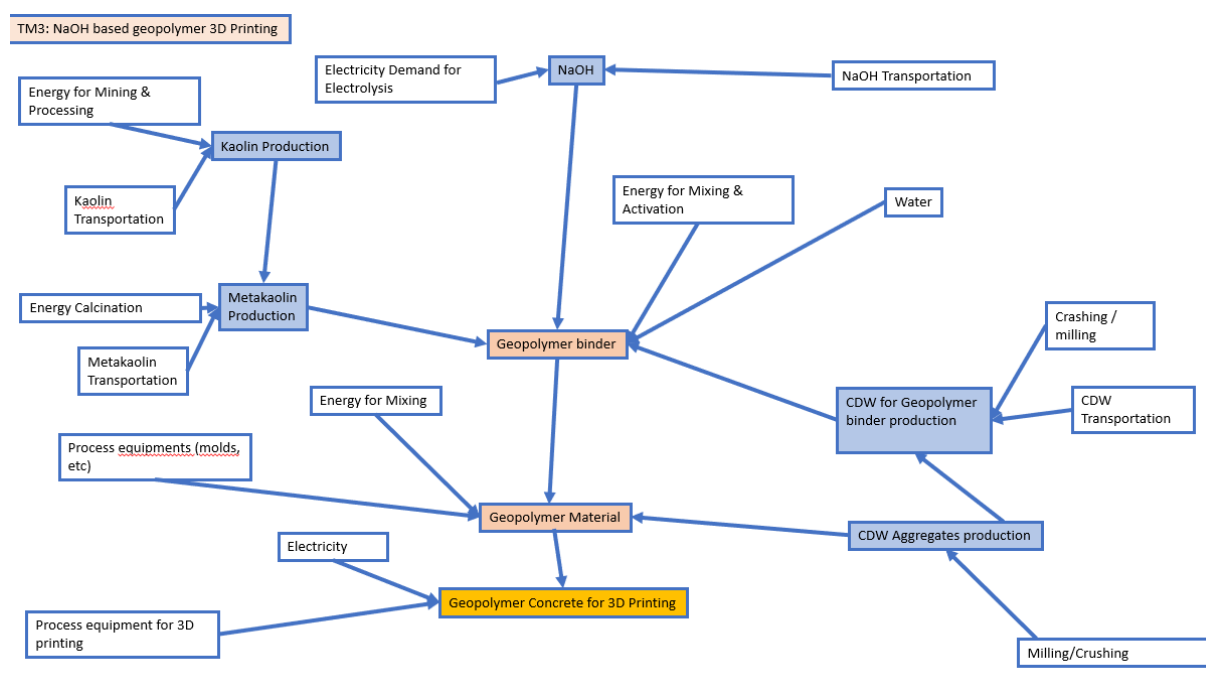 TM3: NaOH based geopolymer 3D Printing
Electricity Demand for
Electrolysis
NaOH
NaOH Transportation
Energy for Mining &
Processing
Kaolin Production
Kaolin
Transportation
Energy for Mixing &
Activation
Water
Energy Calcination
Metakaolin
Production
Metakaolin
Transportation
Geopolymer binder
Crashing /
milling
CDW for Geopolymer
binder production
CDW
Transportation
Energy for Mixing
Process equipments (molds,
etc)
Geopolymer Material
CDW Aggregates production
Electricity
Geopolymer Concrete for 3D Printing
Process equipment for 3D
printing
Milling/Crushing